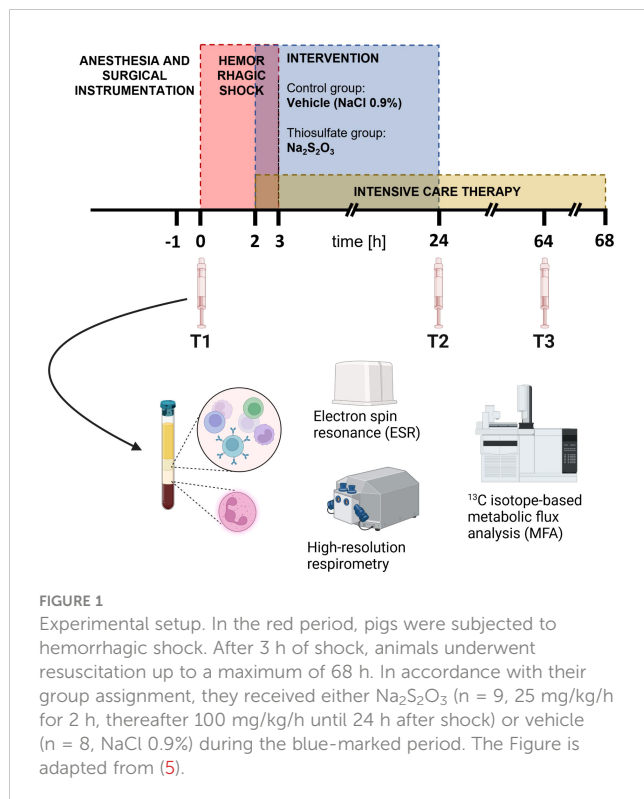 ANESTHESIA AND
SURGICAL
INSTRUMENTATION
HEMOR
RHAGIC
SHOCK
INTERVENTION
Control group:
Vehicle (NaCl 0.9%)
Thiosulfate group:
Na₂S₂O₃
INTENSIVE CARE THERAPY
-1 0 2 3 time [h] 24 64 68
T1 T2 T3
Electron spin
resonance (ESR)
High-resolution
respirometry
¹³C isotope-based
metabolic flux
analysis (MFA)
FIGURE 1
Experimental setup. In the red period, pigs were subjected to
hemorrhagic shock. After 3 h of shock, animals underwent
resuscitation up to a maximum of 68 h. In accordance with their
group assignment, they received either Na₂S₂O₃ (n = 9, 25 mg/kg/h
for 2 h, thereafter 100 mg/kg/h until 24 h after shock) or vehicle
(n = 8, NaCl 0.9%) during the blue-marked period. The Figure is
adapted from (5).